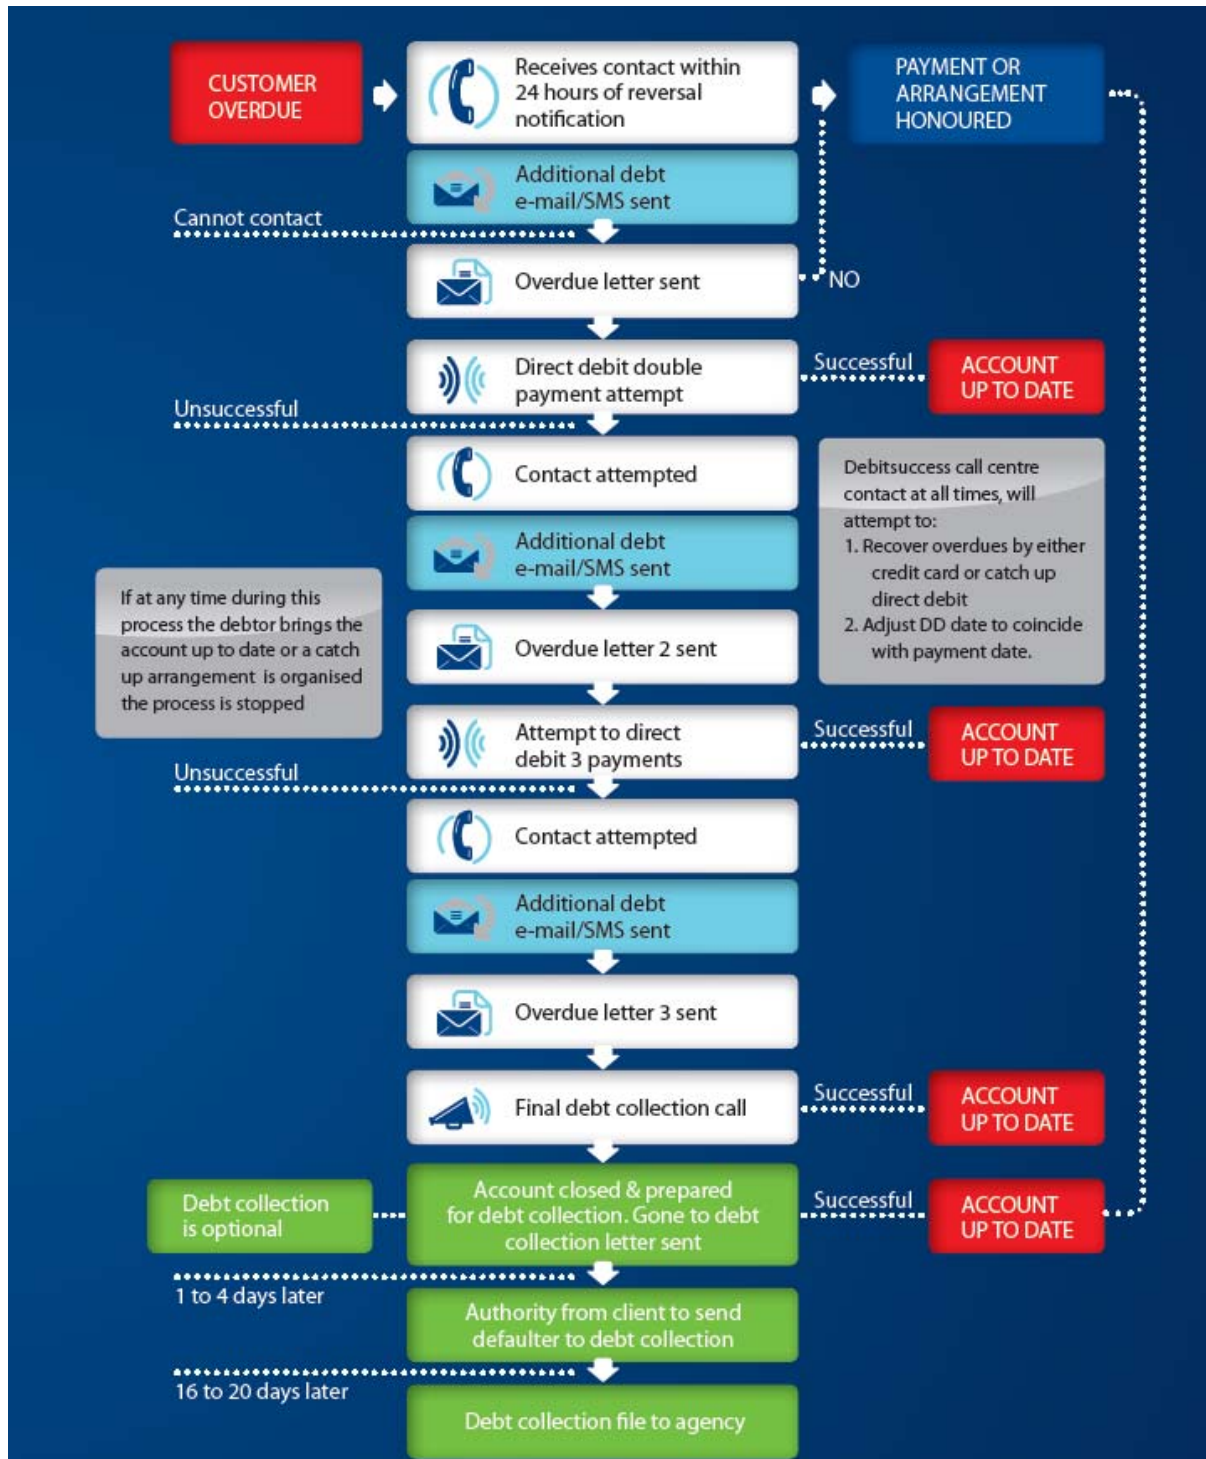 CUSTOMER
OVERDUE
Receives contact within
24 hours of reversal
notification
PAYMENT OR
ARRANGEMENT
HONOURED
Additional debt
e-mail/SMS sent
Cannot contact
Overdue letter sent
NO
Direct debit double
payment attempt
Successful
ACCOUNT
UP TO DATE
Unsuccessful
Contact attempted
Debitsuccess call centre
contact at all times, will
attempt to:
1. Recover overdues by either
credit card or catch up
direct debit
2. Adjust DD date to coincide
with payment date.
Additional debt
e-mail/SMS sent
If at any time during this
process the debtor brings the
account up to date or a catch
up arrangement is organised
the process is stopped
Overdue letter 2 sent
Attempt to direct
debit 3 payments
Successful
ACCOUNT
UP TO DATE
Unsuccessful
Contact attempted
Additional debt
e-mail/SMS sent
Overdue letter 3 sent
Final debt collection call
Successful
ACCOUNT
UP TO DATE
Debt collection
is optional
Account closed & prepared
for debt collection. Gone to debt
collection letter sent
Successful
ACCOUNT
UP TO DATE
1 to 4 days later
Authority from client to send
defaulter to debt collection
16 to 20 days later
Debt collection file to agency